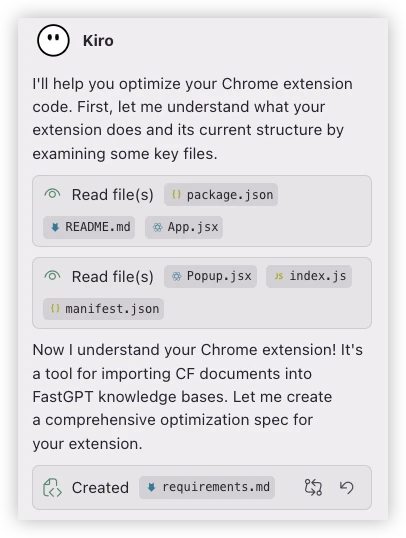 Kiro
I'll help you optimize your Chrome extension
code. First, let me understand what your
extension does and its current structure by
examining some key files.
Read file(s) {} package.json
README.md App.jsx
Read file(s) Popup.jsx JS index.js
{} manifest.json
Now I understand your Chrome extension! It's
a tool for importing CF documents into
FastGPT knowledge bases. Let me create
a comprehensive optimization spec for
your extension.
Created requirements.md